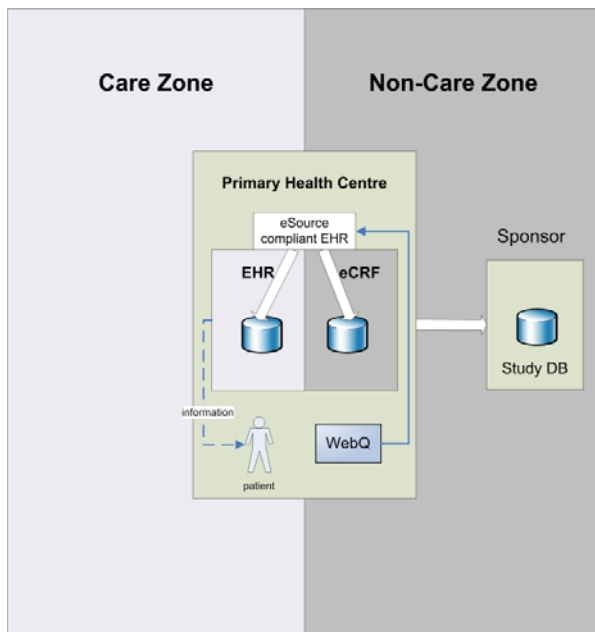 Care Zone
Non-Care Zone
Primary Health Centre
eSource
compliant EHR
EHR
eCRF
Sponsor
Study DB
information
WebQ
patient